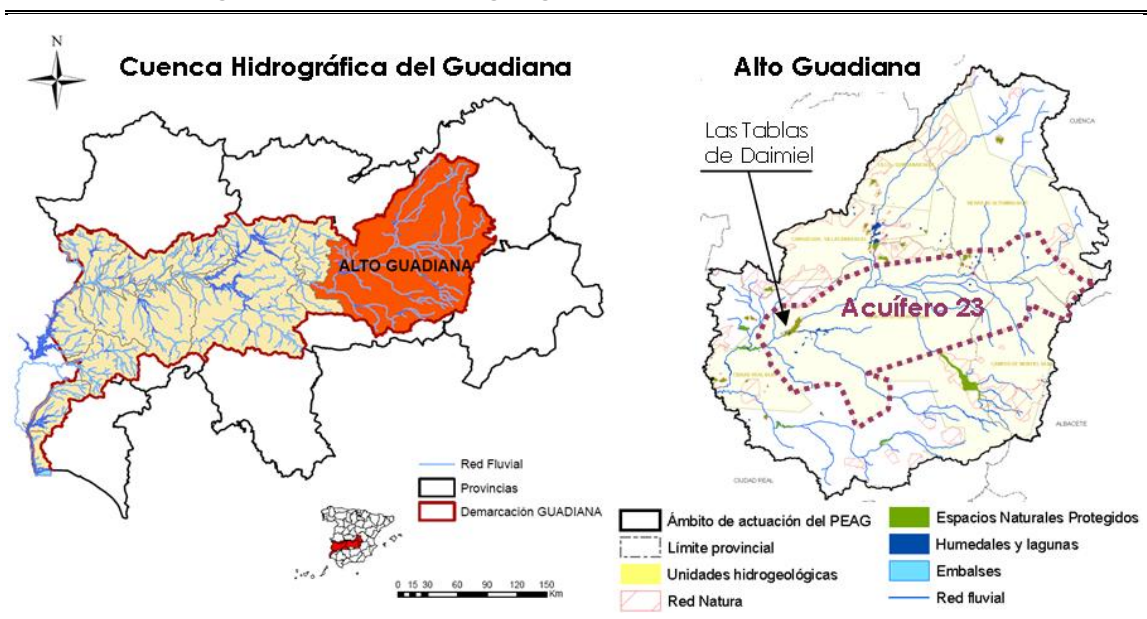 N
Cuenca Hidrográfica del Guadiana
ALTO GUADIANA
Red Fluvial
Provincias
Demarcación GUADIANA
0 15 30 60 90 120 150
Km
Alto Guadiana
Las Tablas
de Daimiel
CUENCA
Acuífero 23
ALBACETE
CIUDAD REAL
Ámbito de actuación del PEAG
Límite provincial
Unidades hidrogeológicas
Red Natura
Espacios Naturales Protegidos
Humedales y lagunas
Embalses
Red fluvial